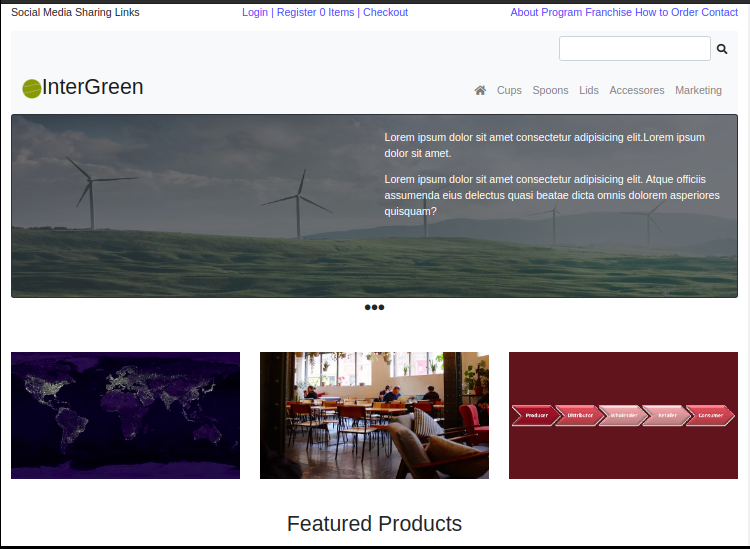 Social Media Sharing Links
Login | Register 0 Items | Checkout
About Program Franchise How to Order Contact
InterGreen
Cups Spoons Lids Accessores Marketing
Lorem ipsum dolor sit amet consectetur adipisicing elit.Lorem ipsum
dolor sit amet.
Lorem ipsum dolor sit amet consectetur adipisicing elit. Atque officiis
assumenda eius delectus quasi beatae dicta omnis dolorem asperiores
quisquam?
Producer Distributor Wholesaler Retailer Consumer
Featured Products